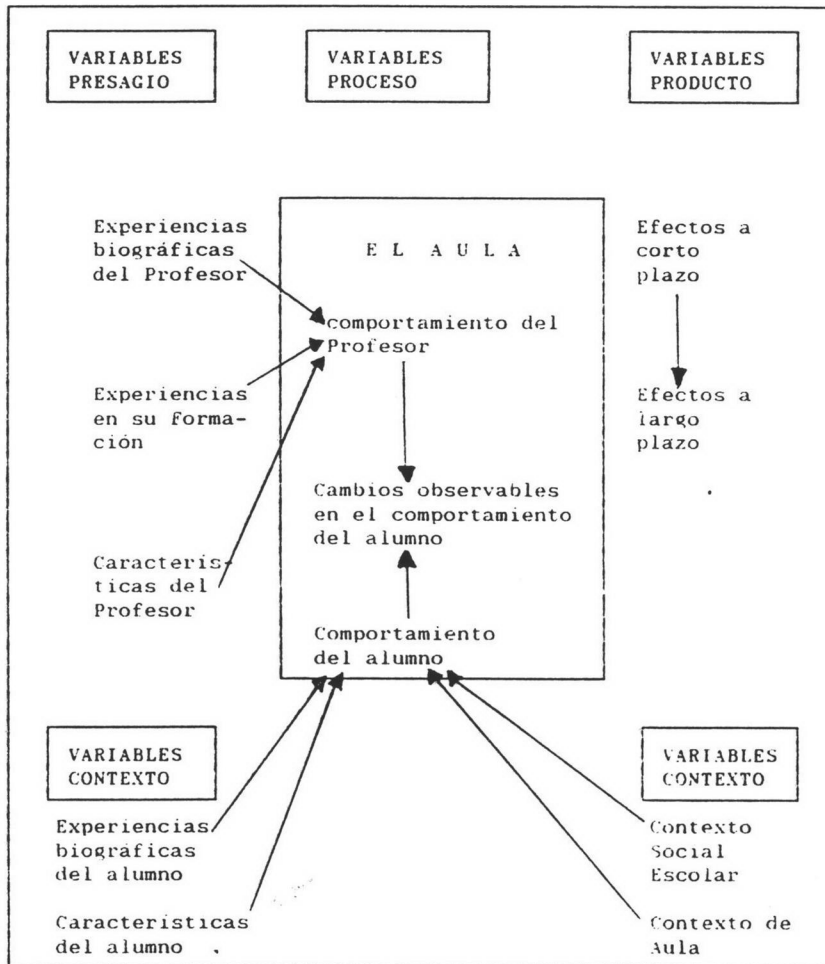 VARIABLES
PRESAGIO
VARIABLES
PROCESO
VARIABLES
PRODUCTO
Experiencias
biográficas
del Profesor
Experiencias
en su forma-
ción
Caracterís-
ticas del
Profesor
EL AULA
comportamiento del
Profesor
Cambios observables
en el comportamiento
del alumno
Comportamiento
del alumno
Efectos a
corto
plazo
Efectos a
largo
plazo
VARIABLES
CONTEXTO
Experiencias
biográficas
del alumno
Características
del alumno
VARIABLES
CONTEXTO
Contexto
Social
Escolar
Contexto de
Aula